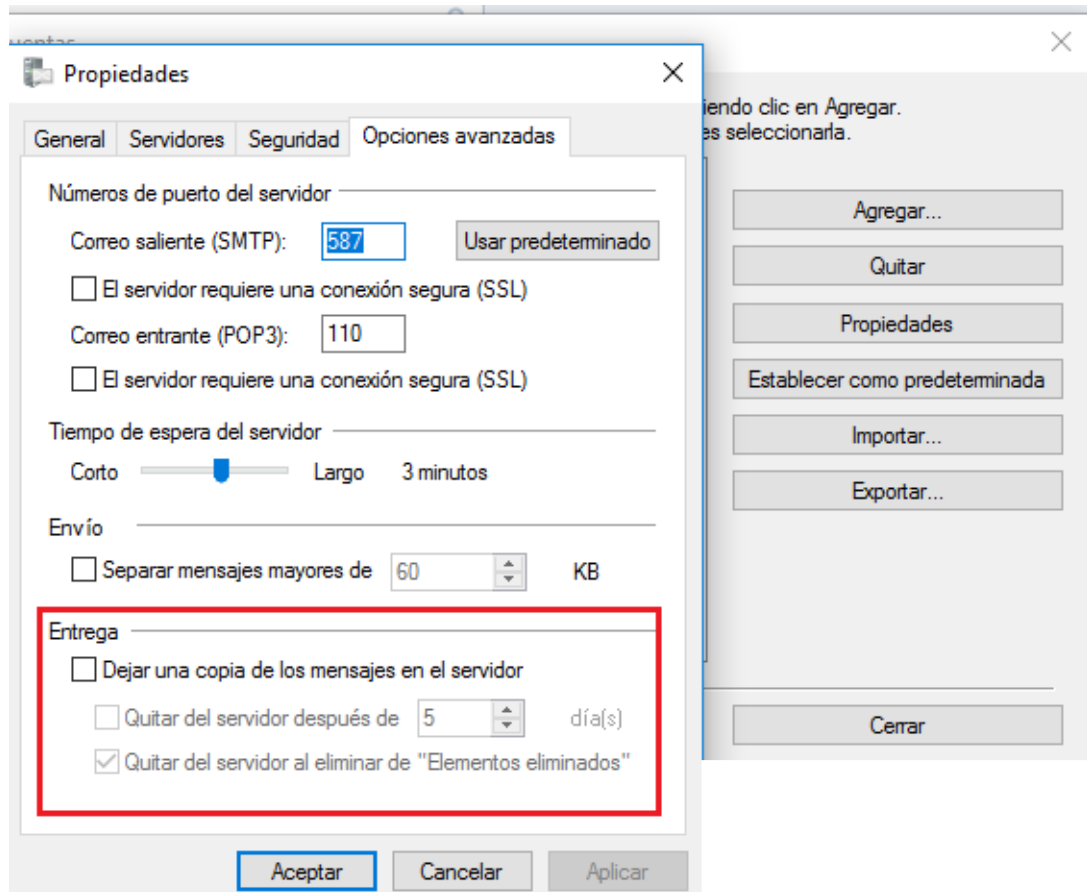 Propiedades
General Servidores Seguridad Opciones avanzadas
Números de puerto del servidor
Correo saliente (SMTP): 587 Usar predeterminado
El servidor requiere una conexión segura (SSL)
Correo entrante (POP3): 110
El servidor requiere una conexión segura (SSL)
Tiempo de espera del servidor
Corto Largo 3 minutos
Envío
Separar mensajes mayores de 60 KB
Entrega
Dejar una copia de los mensajes en el servidor
Quitar del servidor después de 5 día(s)
Quitar del servidor al eliminar de "Elementos eliminados"
Aceptar Cancelar Aplicar
clic en Agregar.
seleccionarla.
Agregar...
Quitar
Propiedades
Establecer como predeterminada
Importar...
Exportar...
Cerrar